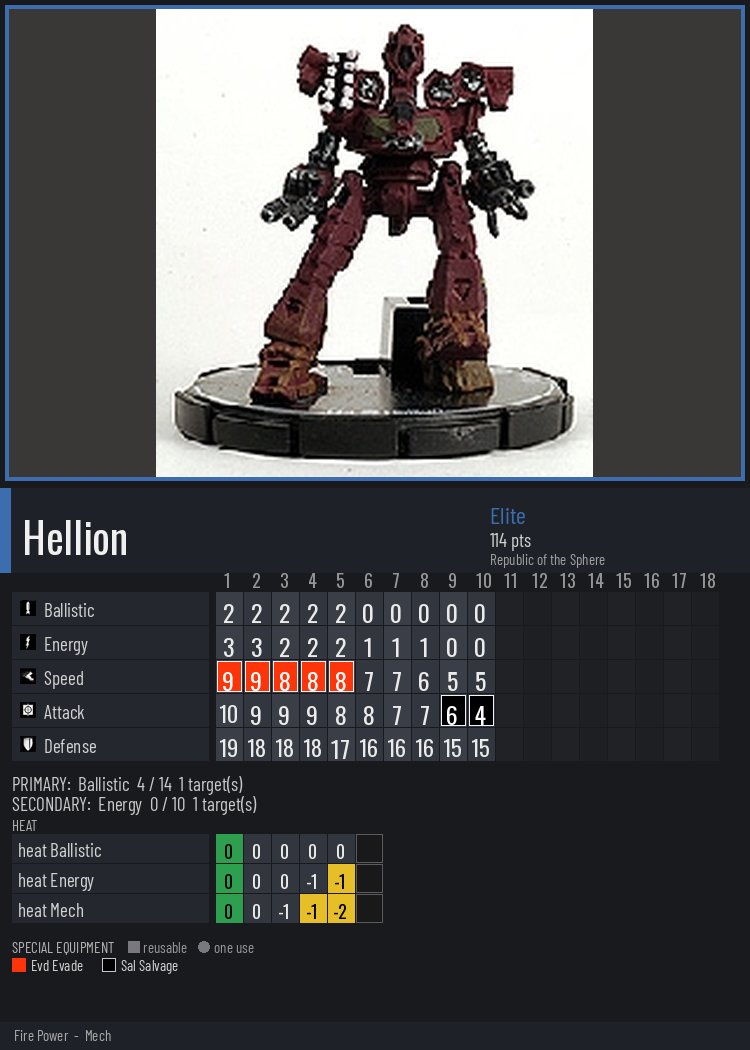 Hellion
Elite
114 pts
Republic of the Sphere
1 2 3 4 5 6 7 8 9 10 11 12 13 14 15 16 17 18
Ballistic 2 2 2 2 2 0 0 0 0 0
Energy 3 3 2 2 2 1 1 1 0 0
Speed 9 9 8 8 8 7 7 6 5 5
Attack 10 9 9 9 8 8 7 7 6 4
Defense 19 18 18 18 17 16 16 16 15 15
PRIMARY: Ballistic 4 / 14 1 target(s)
SECONDARY: Energy 0 / 10 1 target(s)
HEAT
heat Ballistic 0 0 0 0 0
heat Energy 0 0 0 -1 -1
heat Mech 0 0 -1 -1 -2
SPECIAL EQUIPMENT reusable one use
Evd Evade Sal Salvage
Fire Power - Mech